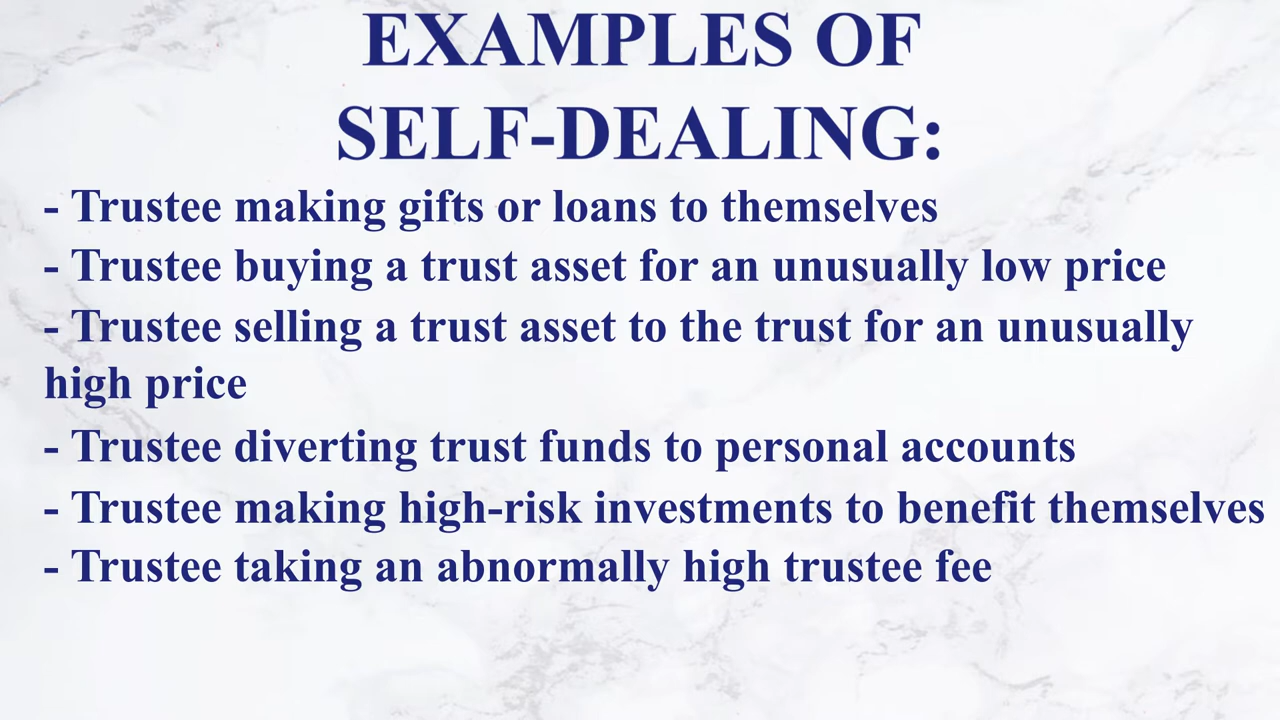 EXAMPLES OF
SELF-DEALING:
- Trustee making gifts or loans to themselves
- Trustee buying a trust asset for an unusually low price
- Trustee selling a trust asset to the trust for an unusually
high price
- Trustee diverting trust funds to personal accounts
- Trustee making high-risk investments to benefit themselves
- Trustee taking an abnormally high trustee fee